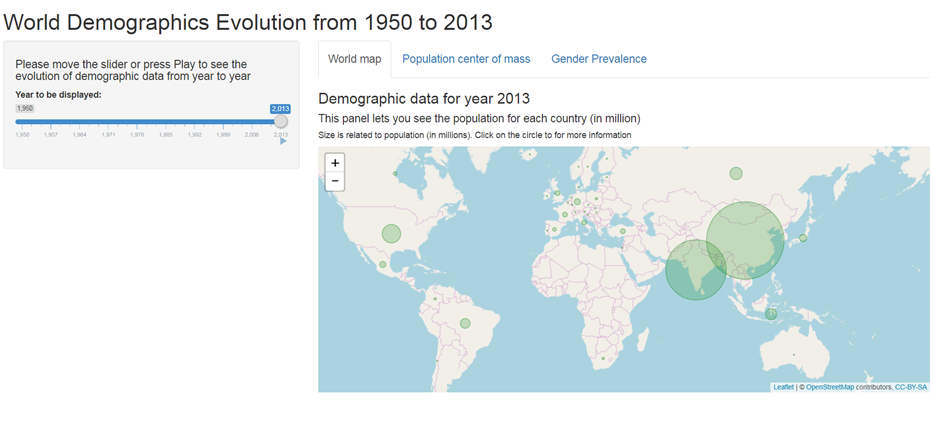 World Demographics Evolution from 1950 to 2013
Please move the slider or press Play to see the
evolution of demographic data from year to year
Year to be displayed:
1,950 2,013
1,950 1,957 1,964 1,971 1,978 1,985 1,992 1,999 2,006 2,013
World map Population center of mass Gender Prevalence
Demographic data for year 2013
This panel lets you see the population for each country (in million)
Size is related to population (in millions). Click on the circle to for more information
+
−
Leaflet | © OpenStreetMap contributors, CC-BY-SA